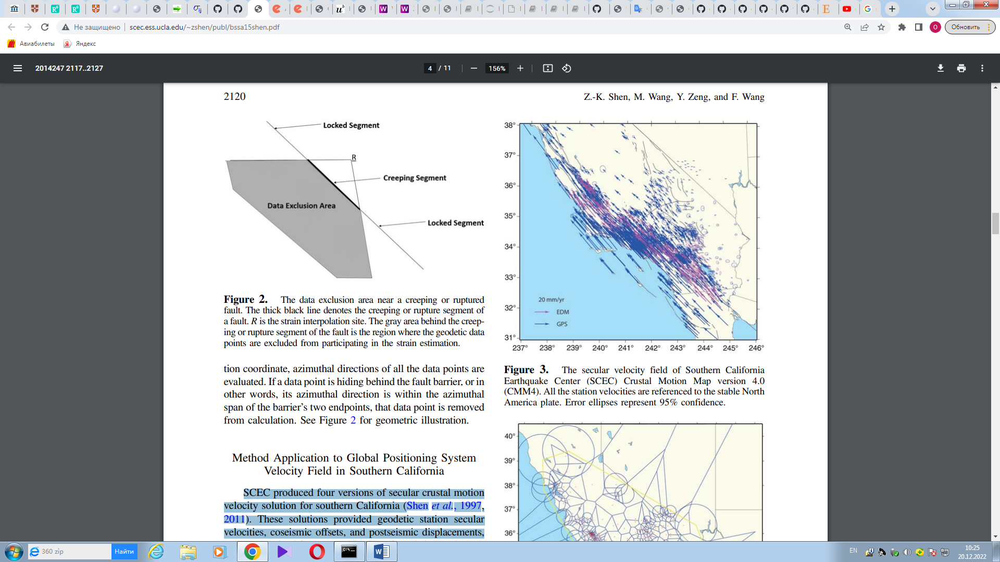 σij
W
W
E
G
Не защищено
scec.ess.ucla.edu/~zshen/publ/bssa15shen.pdf
О
Обновить
Авиабилеты
Яндекс
2014247 2117..2127
4 / 11
156%
2120
Z.-K. Shen, M. Wang, Y. Zeng, and F. Wang
Locked Segment
R
Creeping Segment
Data Exclusion Area
Locked Segment
Figure 2. The data exclusion area near a creeping or ruptured
fault. The thick black line denotes the creeping or rupture segment of
a fault. R is the strain interpolation site. The gray area behind the creep-
ing or rupture segment of the fault is the region where the geodetic data
points are excluded from participating in the strain estimation.
tion coordinate, azimuthal directions of all the data points are
evaluated. If a data point is hiding behind the fault barrier, or in
other words, its azimuthal direction is within the azimuthal
span of the barrier's two endpoints, that data point is removed
from calculation. See Figure 2 for geometric illustration.
Method Application to Global Positioning System
Velocity Field in Southern California
SCEC produced four versions of secular crustal motion
velocity solution for southern California (Shen et al., 1997,
2011). These solutions provided geodetic station secular
velocities, coseismic offsets, and postseismic displacements,
38°
37°
36°
35°
34°
33°
32°
31°
20 mm/yr
EDM
GPS
237° 238° 239° 240° 241° 242° 243° 244° 245° 246°
Figure 3. The secular velocity field of Southern California
Earthquake Center (SCEC) Crustal Motion Map version 4.0
(CMM4). All the station velocities are referenced to the stable North
America plate. Error ellipses represent 95% confidence.
40°
39°
38°
37°
36°
360 zip
Найти
EN
10:25
20.12.2022